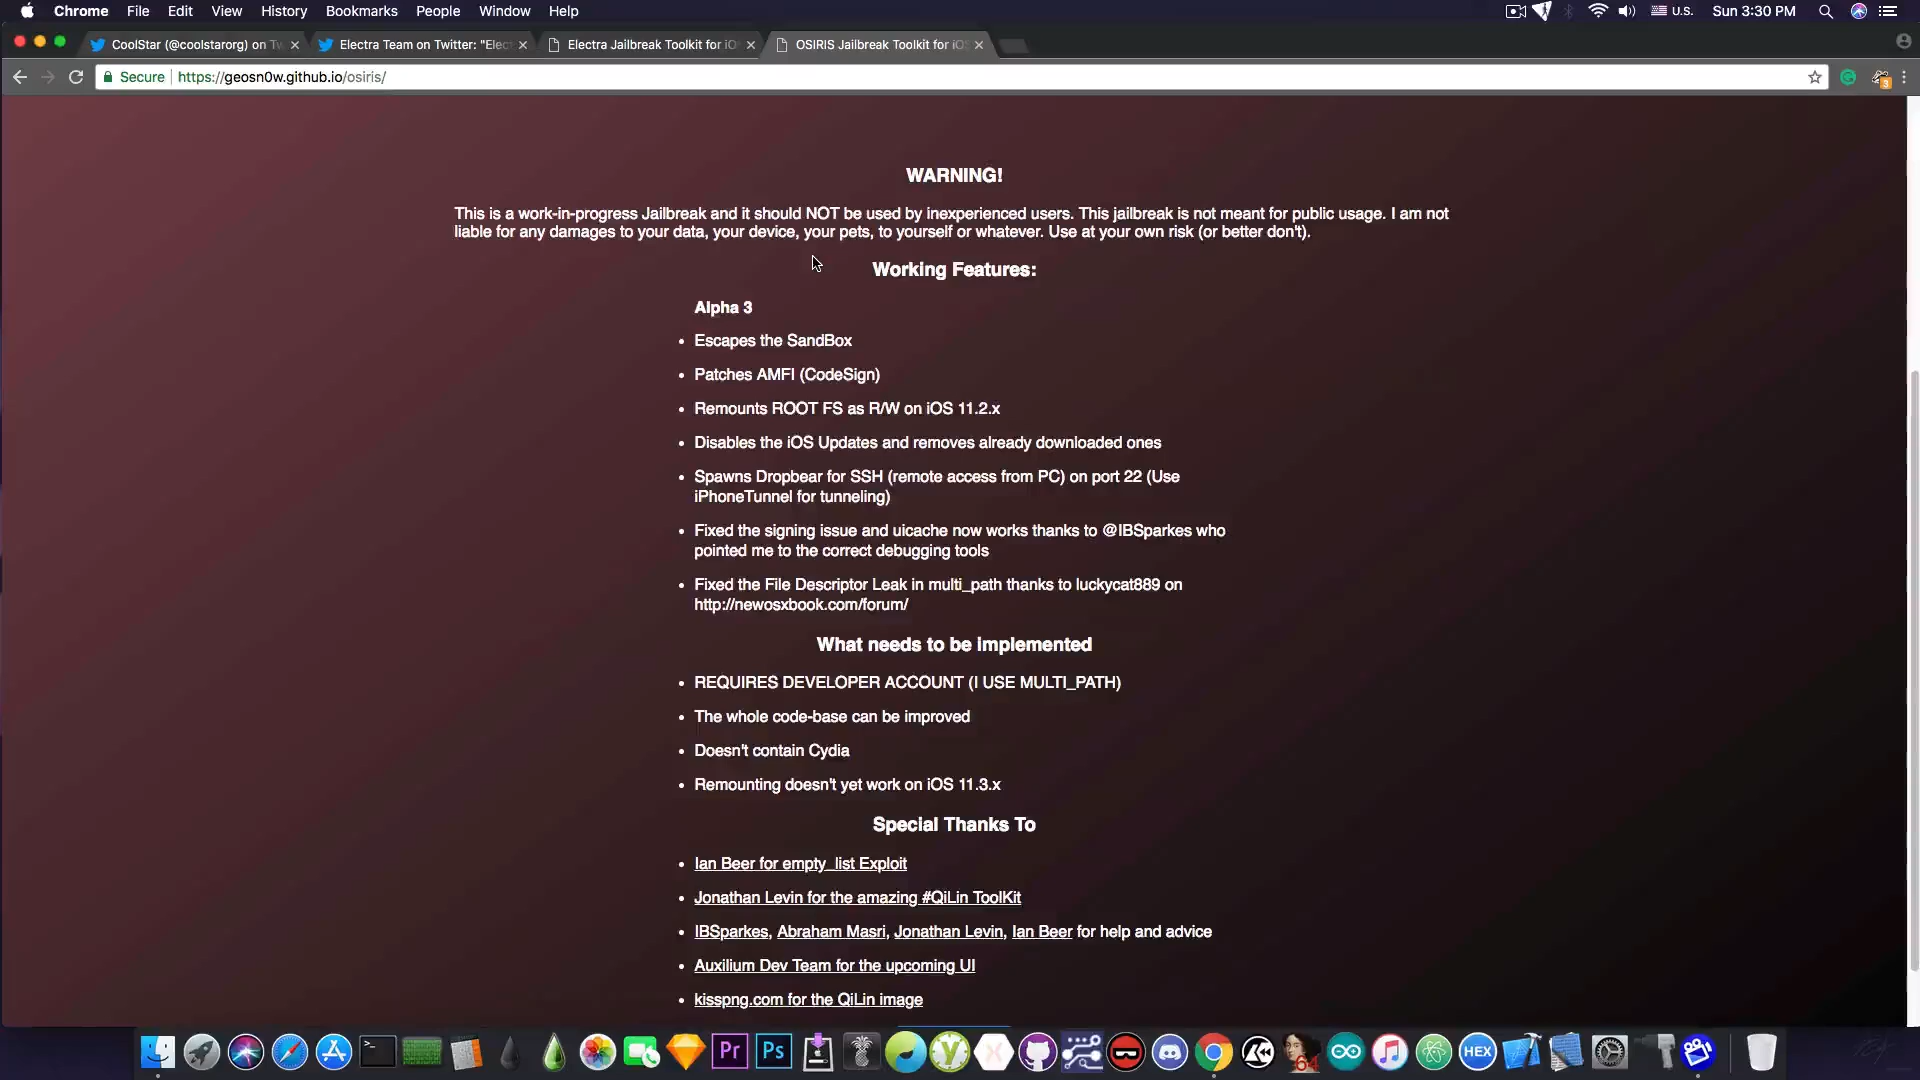 Chrome File Edit View History Bookmarks People Window Help U.S. Sun 3:30 PM
CoolStar (@coolstarorg) on Tw
Electra Team on Twitter: "Elect
Electra Jailbreak Toolkit for iO
OSIRIS Jailbreak Toolkit for iOS
Secure https://geosn0w.github.io/osiris/
3
WARNING!
This is a work-in-progress Jailbreak and it should NOT be used by inexperienced users. This jailbreak is not meant for public usage. I am not
liable for any damages to your data, your device, your pets, to yourself or whatever. Use at your own risk (or better don't).
Working Features:
Alpha 3
• Escapes the SandBox
• Patches AMFI (CodeSign)
• Remounts ROOT FS as R/W on iOS 11.2.x
• Disables the iOS Updates and removes already downloaded ones
• Spawns Dropbear for SSH (remote access from PC) on port 22 (Use
iPhoneTunnel for tunneling)
• Fixed the signing issue and uicache now works thanks to @IBSparkes who
pointed me to the correct debugging tools
• Fixed the File Descriptor Leak in multi_path thanks to luckycat889 on
http://newosxbook.com/forum/
What needs to be implemented
• REQUIRES DEVELOPER ACCOUNT (I USE MULTI_PATH)
• The whole code-base can be improved
• Doesn't contain Cydia
• Remounting doesn't yet work on iOS 11.3.x
Special Thanks To
• Ian Beer for empty_list Exploit
• Jonathan Levin for the amazing #QiLin ToolKit
• IBSparkes, Abraham Masri, Jonathan Levin, Ian Beer for help and advice
• Auxilium Dev Team for the upcoming UI
• kisspng.com for the QiLin image
Pr Ps 64 HEX